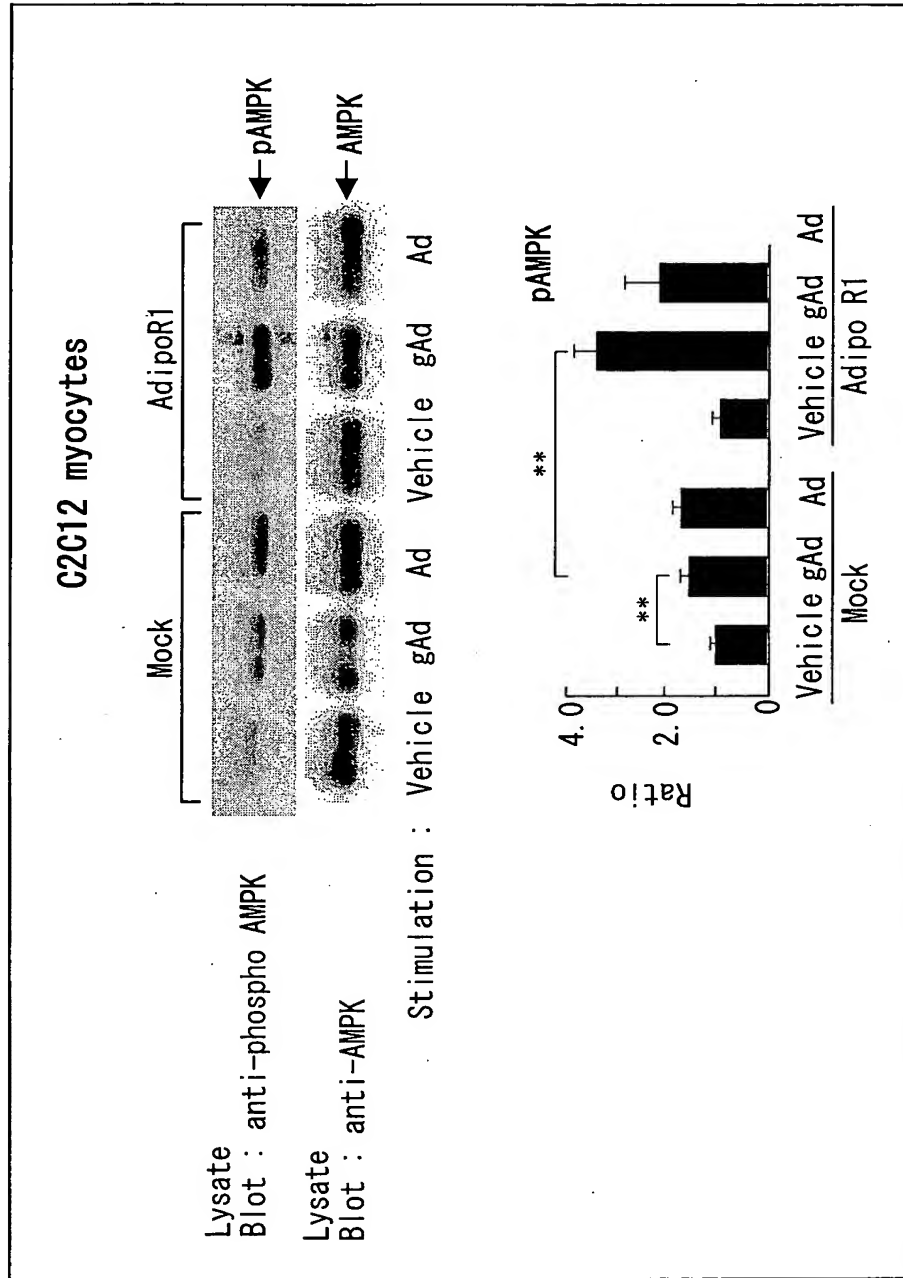 C2C12 myocytes
Mock AdipoR1
Lysate
Blot : anti-phospho AMPK
pAMPK
Lysate
Blot : anti-AMPK
AMPK
Stimulation : Vehicle gAd Ad Vehicle gAd Ad
pAMPK
Ratio
4.0
2.0
0
**
**
Vehicle gAd Ad Vehicle gAd Ad
Mock Adipo R1